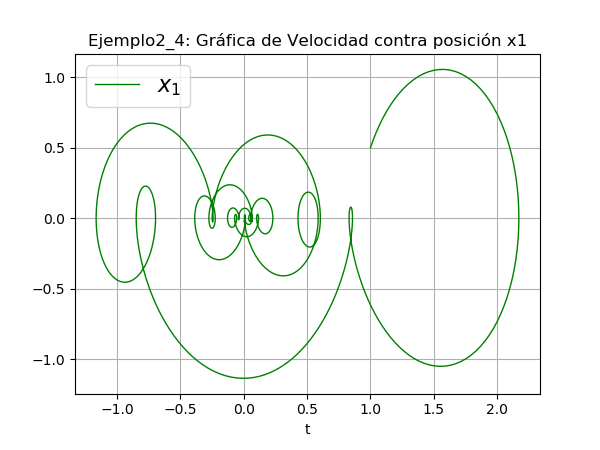 Ejemplo2_4: Gráfica de Velocidad contra posición x1
x₁
1.0
0.5
0.0
−0.5
−1.0
−1.0 −0.5 0.0 0.5 1.0 1.5 2.0
t